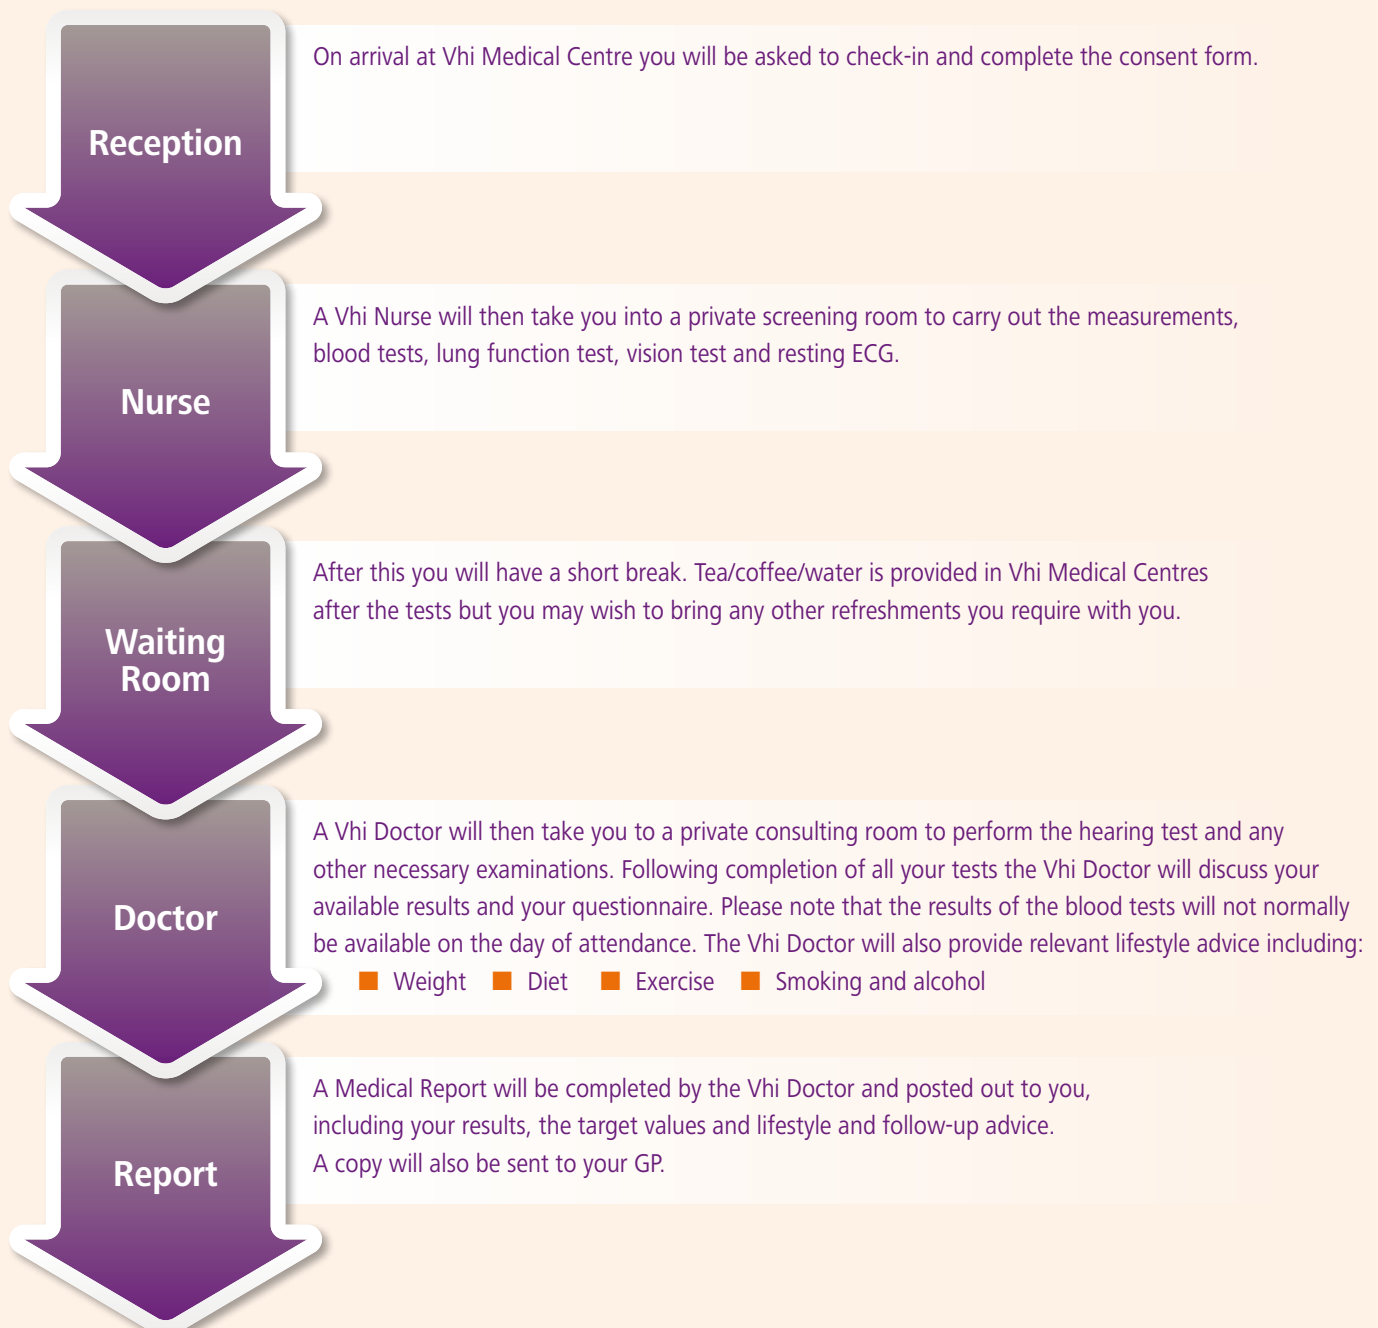 Reception
On arrival at Vhi Medical Centre you will be asked to check-in and complete the consent form.
Nurse
A Vhi Nurse will then take you into a private screening room to carry out the measurements,
blood tests, lung function test, vision test and resting ECG.
Waiting
Room
After this you will have a short break. Tea/coffee/water is provided in Vhi Medical Centres
after the tests but you may wish to bring any other refreshments you require with you.
Doctor
A Vhi Doctor will then take you to a private consulting room to perform the hearing test and any
other necessary examinations. Following completion of all your tests the Vhi Doctor will discuss your
available results and your questionnaire. Please note that the results of the blood tests will not normally
be available on the day of attendance. The Vhi Doctor will also provide relevant lifestyle advice including:
■ Weight ■ Diet ■ Exercise ■ Smoking and alcohol
Report
A Medical Report will be completed by the Vhi Doctor and posted out to you,
including your results, the target values and lifestyle and follow-up advice.
A copy will also be sent to your GP.